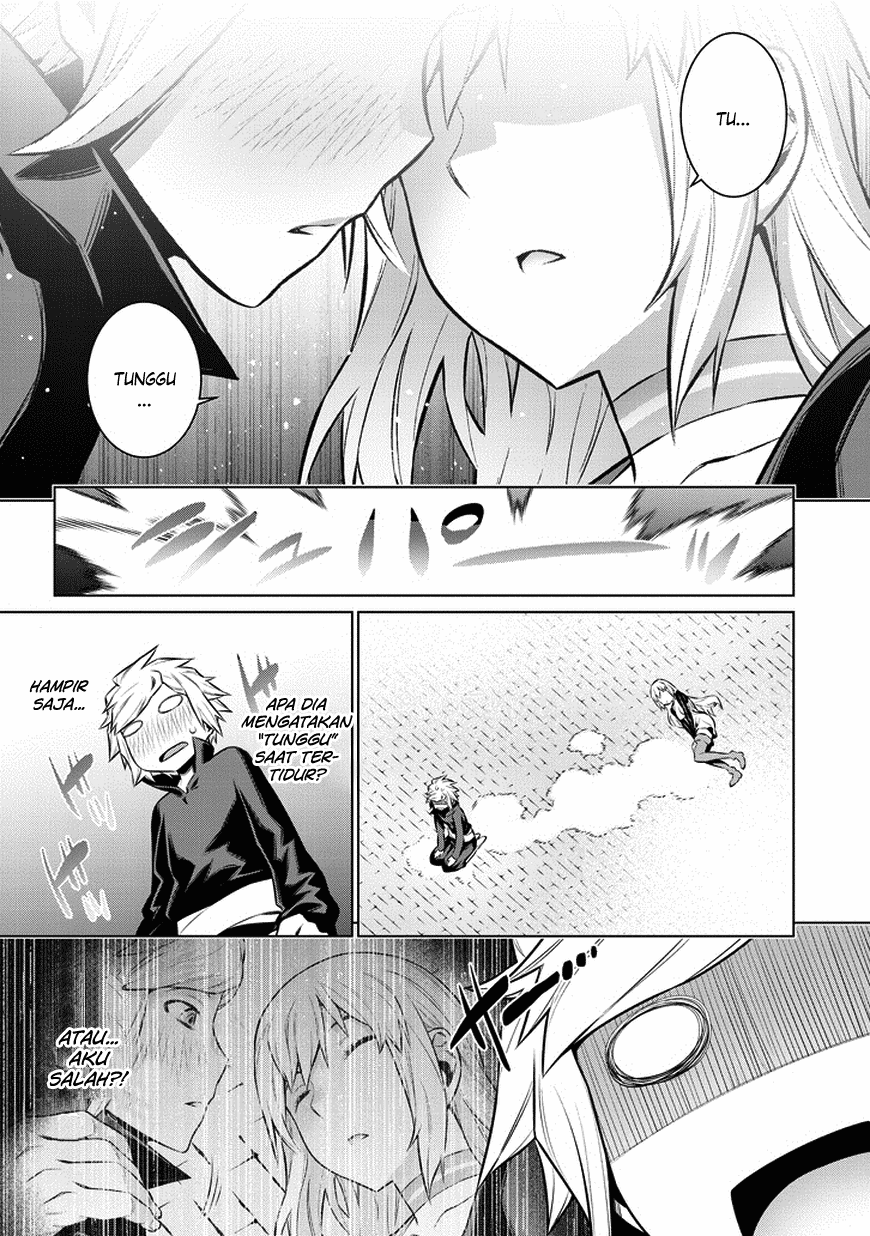 TU...
TUNGGU
...
APA DIA
MENGATAKAN
"TUNGGU"
SAAT TER-
TIDUR?
HAMPIR
SAJA...
ATAU...
AKU
SALAH?!